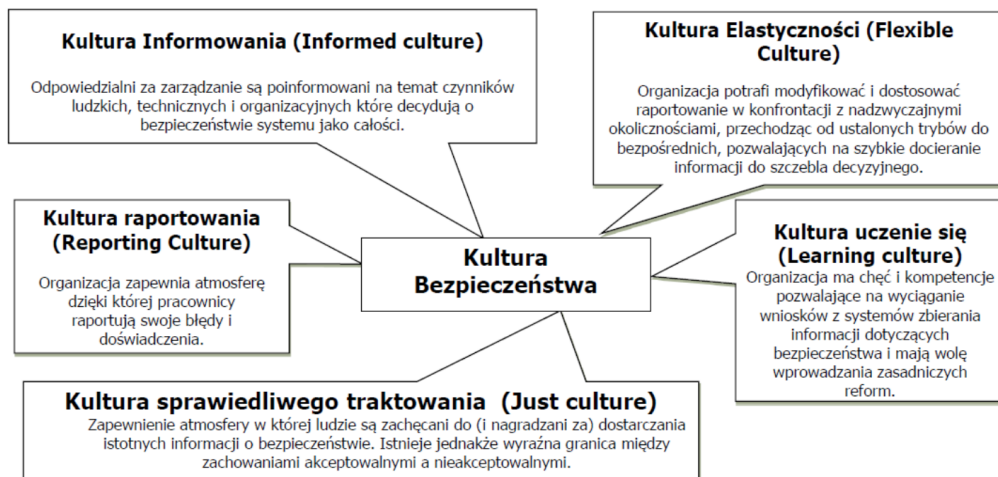 Kultura Informowania (Informed culture)
Odpowiedzialni za zarządzanie są poinformowani na temat czynników
ludzkich, technicznych i organizacyjnych które decydują o
bezpieczeństwie systemu jako całości.
Kultura Elastyczności (Flexible
Culture)
Organizacja potrafi modyfikować i dostosować
raportowanie w konfrontacji z nadzwyczajnymi
okolicznościami, przechodząc od ustalonych trybów do
bezpośrednich, pozwalających na szybkie docieranie
informacji do szczebla decyzyjnego.
Kultura raportowania
(Reporting Culture)
Organizacja zapewnia atmosferę
dzięki której pracownicy
raportują swoje błędy i
doświadczenia.
Kultura
Bezpieczeństwa
Kultura uczenie się
(Learning culture)
Organizacja ma chęć i kompetencje
pozwalające na wyciąganie
wniosków z systemów zbierania
informacji dotyczących
bezpieczeństwa i mają wolę
wprowadzania zasadniczych
reform.
Kultura sprawiedliwego traktowania (Just culture)
Zapewnienie atmosfery w której ludzie są zachęcani do (i nagradzani za) dostarczania
istotnych informacji o bezpieczeństwie. Istnieje jednakże wyraźna granica między
zachowaniami akceptowalnymi a nieakceptowalnymi.